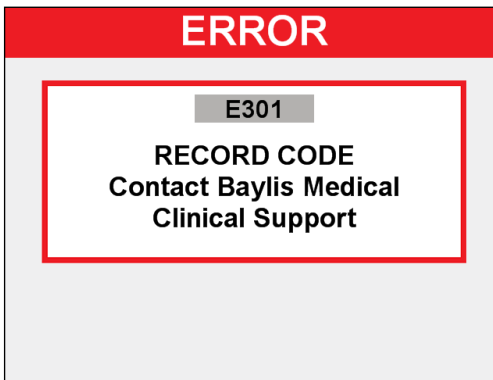 ERROR
E301
RECORD CODE
Contact Baylis Medical
Clinical Support